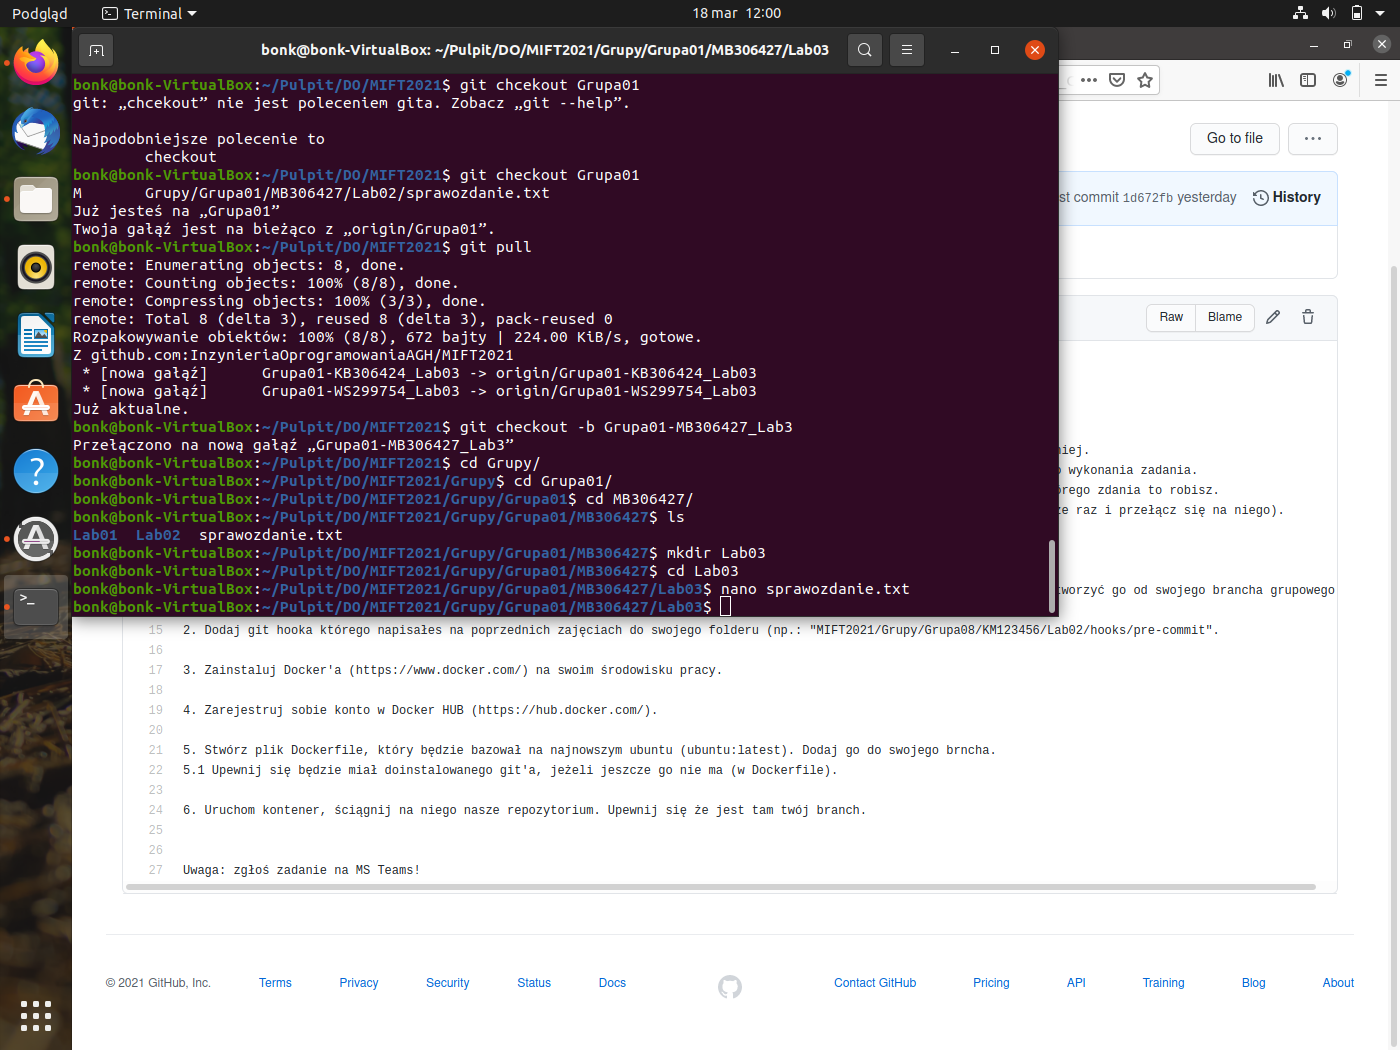 Podgląd
Terminal
18 mar 12:00
bonk@bonk-VirtualBox: ~/Pulpit/DO/MIFT2021/Grupy/Grupa01/MB306427/Lab03
bonk@bonk-VirtualBox:~/Pulpit/DO/MIFT2021$ git chcekout Grupa01
git: „chcekout” nie jest poleceniem gita. Zobacz „git --help”.
Najpodobniejsze polecenie to
checkout
bonk@bonk-VirtualBox:~/Pulpit/DO/MIFT2021$ git checkout Grupa01
M Grupy/Grupa01/MB306427/Lab02/sprawozdanie.txt
Już jesteś na „Grupa01”
Twoja gałąź jest na bieżąco z „origin/Grupa01”.
bonk@bonk-VirtualBox:~/Pulpit/DO/MIFT2021$ git pull
remote: Enumerating objects: 8, done.
remote: Counting objects: 100% (8/8), done.
remote: Compressing objects: 100% (3/3), done.
remote: Total 8 (delta 3), reused 8 (delta 3), pack-reused 0
Rozpakowywanie obiektów: 100% (8/8), 672 bajty | 224.00 KiB/s, gotowe.
Z github.com:InzynieriaOprogramowaniaAGH/MIFT2021
* [nowa gałąź] Grupa01-KB306424_Lab03 -> origin/Grupa01-KB306424_Lab03
* [nowa gałąź] Grupa01-WS299754_Lab03 -> origin/Grupa01-WS299754_Lab03
Już aktualne.
bonk@bonk-VirtualBox:~/Pulpit/DO/MIFT2021$ git checkout -b Grupa01-MB306427_Lab3
Przełączono na nową gałąź „Grupa01-MB306427_Lab3”
bonk@bonk-VirtualBox:~/Pulpit/DO/MIFT2021$ cd Grupy/
bonk@bonk-VirtualBox:~/Pulpit/DO/MIFT2021/Grupy$ cd Grupa01/
bonk@bonk-VirtualBox:~/Pulpit/DO/MIFT2021/Grupy/Grupa01$ cd MB306427/
bonk@bonk-VirtualBox:~/Pulpit/DO/MIFT2021/Grupy/Grupa01/MB306427$ ls
Lab01 Lab02 sprawozdanie.txt
bonk@bonk-VirtualBox:~/Pulpit/DO/MIFT2021/Grupy/Grupa01/MB306427$ mkdir Lab03
bonk@bonk-VirtualBox:~/Pulpit/DO/MIFT2021/Grupy/Grupa01/MB306427$ cd Lab03
bonk@bonk-VirtualBox:~/Pulpit/DO/MIFT2021/Grupy/Grupa01/MB306427/Lab03$ nano sprawozdanie.txt
bonk@bonk-VirtualBox:~/Pulpit/DO/MIFT2021/Grupy/Grupa01/MB306427/Lab03$
Go to file
st commit 1d672fb yesterday
History
Raw
Blame
niej.
o wykonania zadania.
órego zdania to robisz.
ze raz i przełącz się na niego).
tworzyć go od swojego brancha grupowego
15 2. Dodaj git hooka którego napisałes na poprzednich zajęciach do swojego folderu (np.: "MIFT2021/Grupy/Grupa08/KM123456/Lab02/hooks/pre-commit".
16
17 3. Zainstaluj Docker'a (https://www.docker.com/) na swoim środowisku pracy.
18
19 4. Zarejestruj sobie konto w Docker HUB (https://hub.docker.com/).
20
21 5. Stwórz plik Dockerfile, który będzie bazował na najnowszym ubuntu (ubuntu:latest). Dodaj go do swojego brncha.
22 5.1 Upewnij się będzie miał doinstalowanego git'a, jeżeli jeszcze go nie ma (w Dockerfile).
23
24 6. Uruchom kontener, ściągnij na niego nasze repozytorium. Upewnij się że jest tam twój branch.
25
26
27 Uwaga: zgłoś zadanie na MS Teams!
© 2021 GitHub, Inc.
Terms
Privacy
Security
Status
Docs
Contact GitHub
Pricing
API
Training
Blog
About